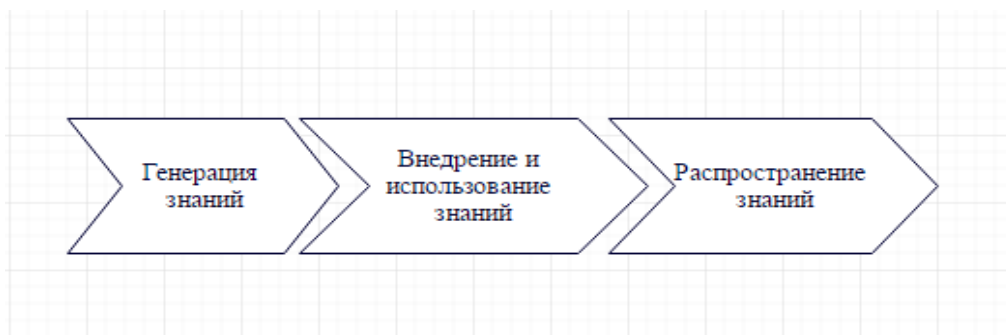 Генерация
знаний
Внедрение и
использование
знаний
Распространение
знаний